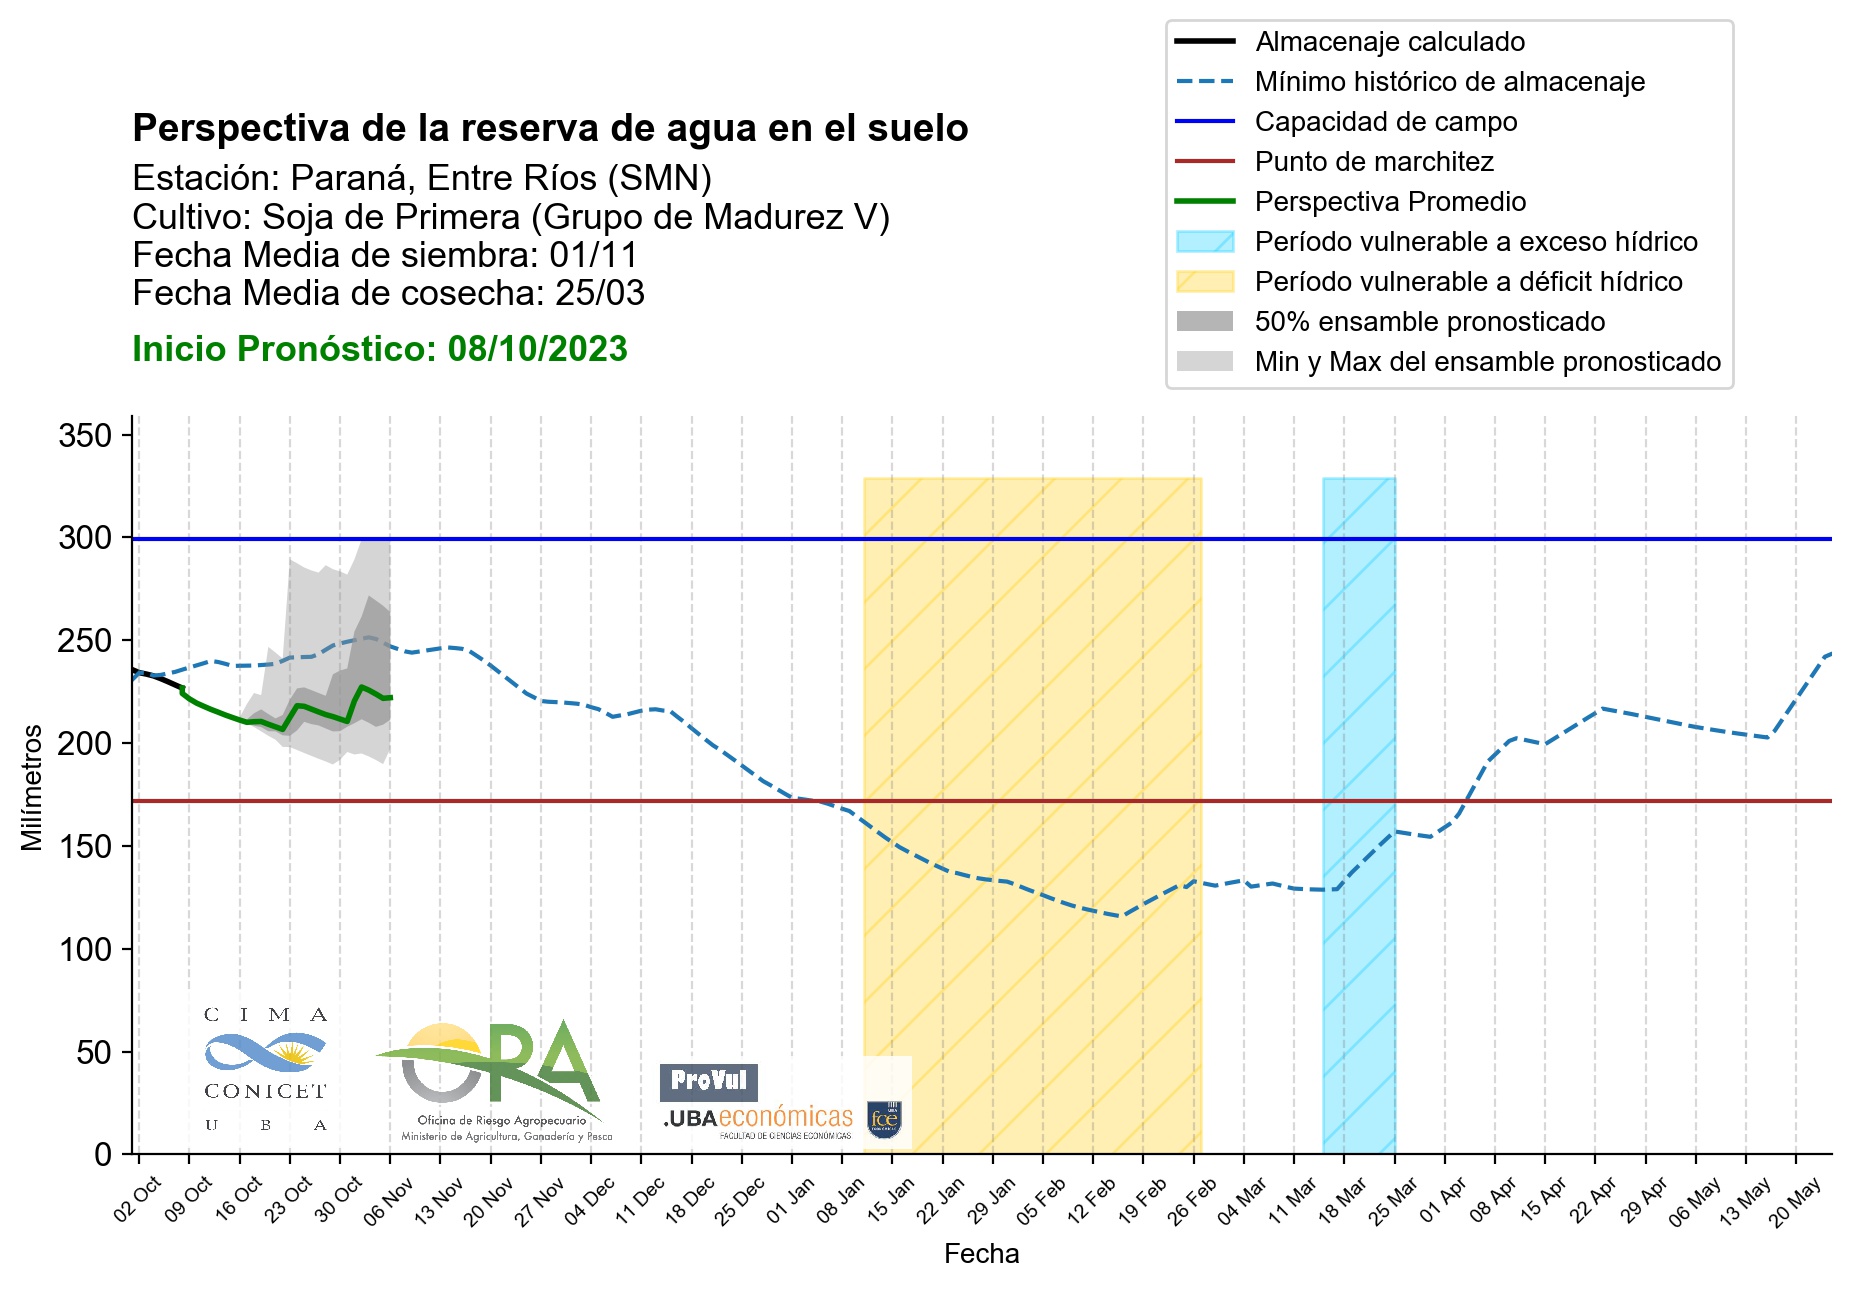 Almacenaje calculado
Mínimo histórico de almacenaje
Capacidad de campo
Punto de marchitez
Perspectiva Promedio
Período vulnerable a exceso hídrico
Período vulnerable a déficit hídrico
50% ensamble pronosticado
Min y Max del ensamble pronosticado
Perspectiva de la reserva de agua en el suelo
Estación: Paraná, Entre Ríos (SMN)
Cultivo: Soja de Primera (Grupo de Madurez V)
Fecha Media de siembra: 01/11
Fecha Media de cosecha: 25/03
Inicio Pronóstico: 08/10/2023
350
300
250
200
150
100
50
0
Milímetros
CIMA
CONICET
UBA
ORA
Oficina de Riesgo Agropecuario
Ministerio de Agricultura, Ganadería y Pesca
ProVul
.UBAeconómicas
FACULTAD DE CIENCIAS ECONÓMICAS
UBA
fce
ECONÓMICAS
02 Oct
09 Oct
16 Oct
23 Oct
30 Oct
06 Nov
13 Nov
20 Nov
27 Nov
04 Dec
11 Dec
18 Dec
25 Dec
01 Jan
08 Jan
15 Jan
22 Jan
29 Jan
05 Feb
12 Feb
19 Feb
26 Feb
04 Mar
11 Mar
18 Mar
25 Mar
01 Apr
08 Apr
15 Apr
22 Apr
29 Apr
06 May
13 May
20 May
Fecha